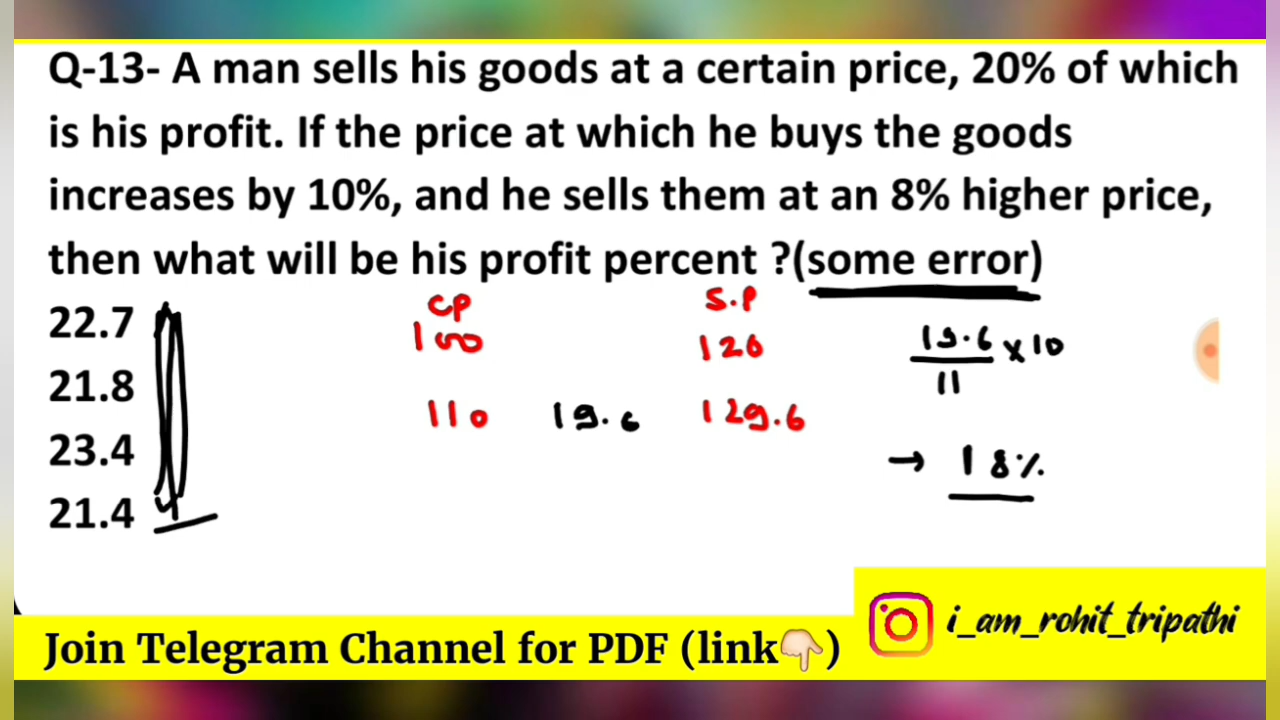 Q-13- A man sells his goods at a certain price, 20% of which
is his profit. If the price at which he buys the goods
increases by 10%, and he sells them at an 8% higher price,
then what will be his profit percent ?(some error)
22.7
21.8
23.4
21.4
CP S.P
100 120
110 19.6 129.6
19.6/11 × 10
→ 18%
i_am_rohit_tripathi
Join Telegram Channel for PDF (link👇)